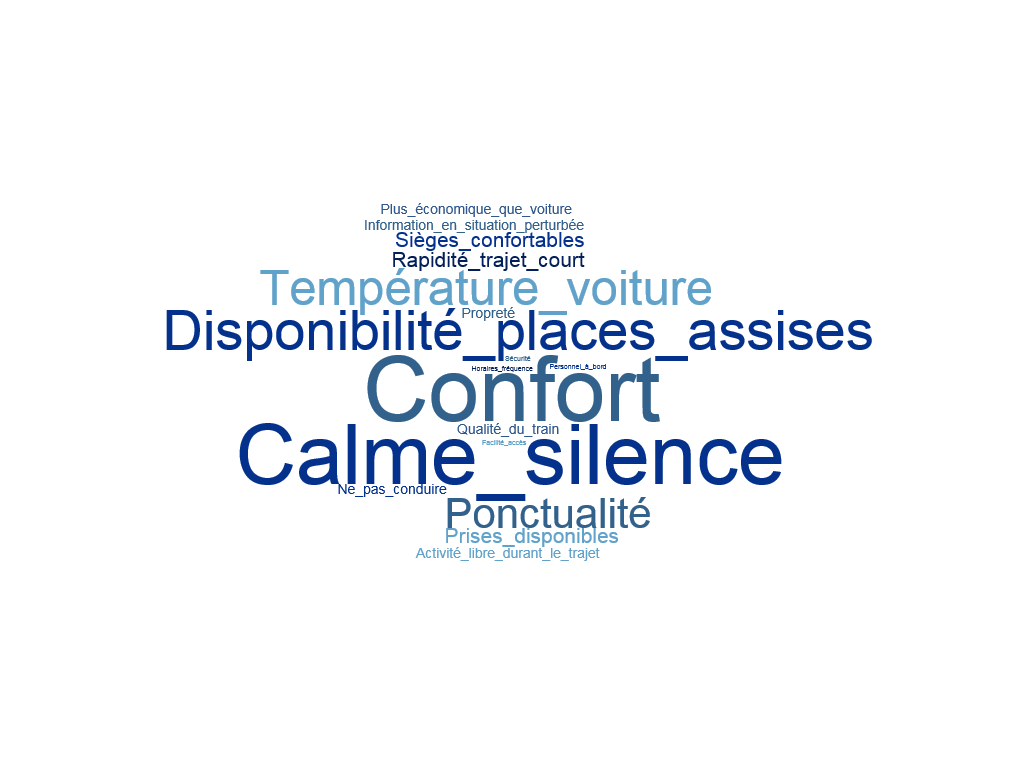 Plus_économique_que_voiture
Information_en_situation_perturbée
Sièges_confortables
Rapidité_trajet_court
Température_voiture
Propreté
Disponibilité_places_assises
Sécurité
Horaires_fréquence
Personnel_à_bord
Confort
Qualité_du_train
Facilité_accès
Calme_silence
Ne_pas_conduire
Ponctualité
Prises_disponibles
Activité_libre_durant_le_trajet